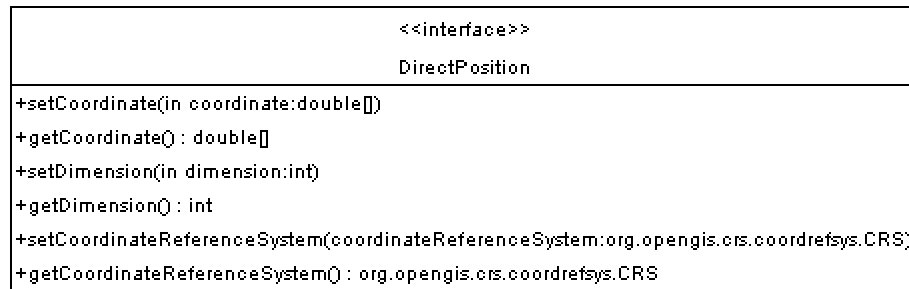 <<interface>>
DirectPosition
+setCoordinate(in coordinate:double[])
+getCoordinate() : double[]
+setDimension(in dimension:int)
+getDimension() : int
+setCoordinateReferenceSystem(coordinateReferenceSystem:org.opengis.crs.coordrefsys.CRS)
+getCoordinateReferenceSystem() : org.opengis.crs.coordrefsys.CRS